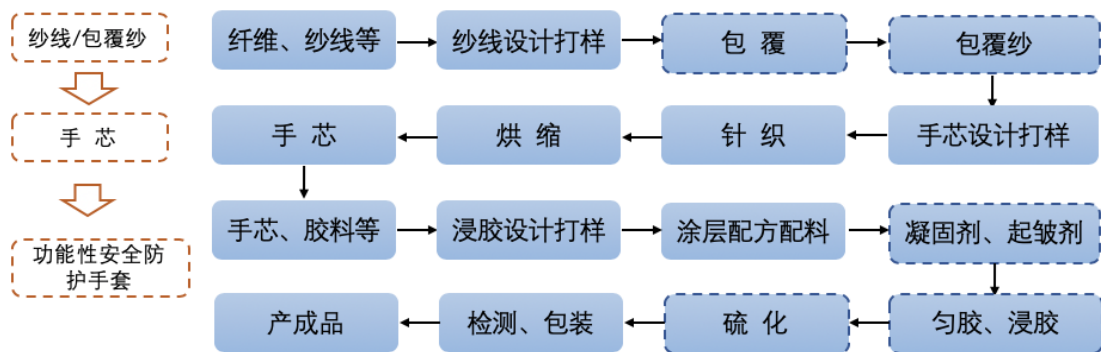 纱线/包覆纱
手 芯
功能性安全防
护手套
纤维、纱线等
纱线设计打样
包 覆
包覆纱
手芯设计打样
针 织
烘 缩
手 芯
手芯、胶料等
浸胶设计打样
涂层配方配料
凝固剂、起皱剂
匀胶、浸胶
硫 化
检测、包装
产成品